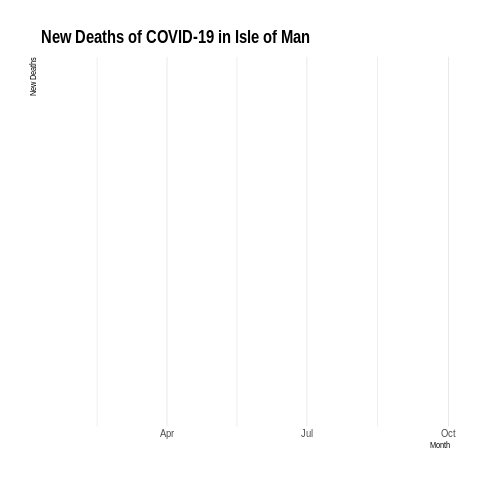 New Deaths of COVID-19 in Isle of Man
New Deaths
Apr Jul Oct
Month